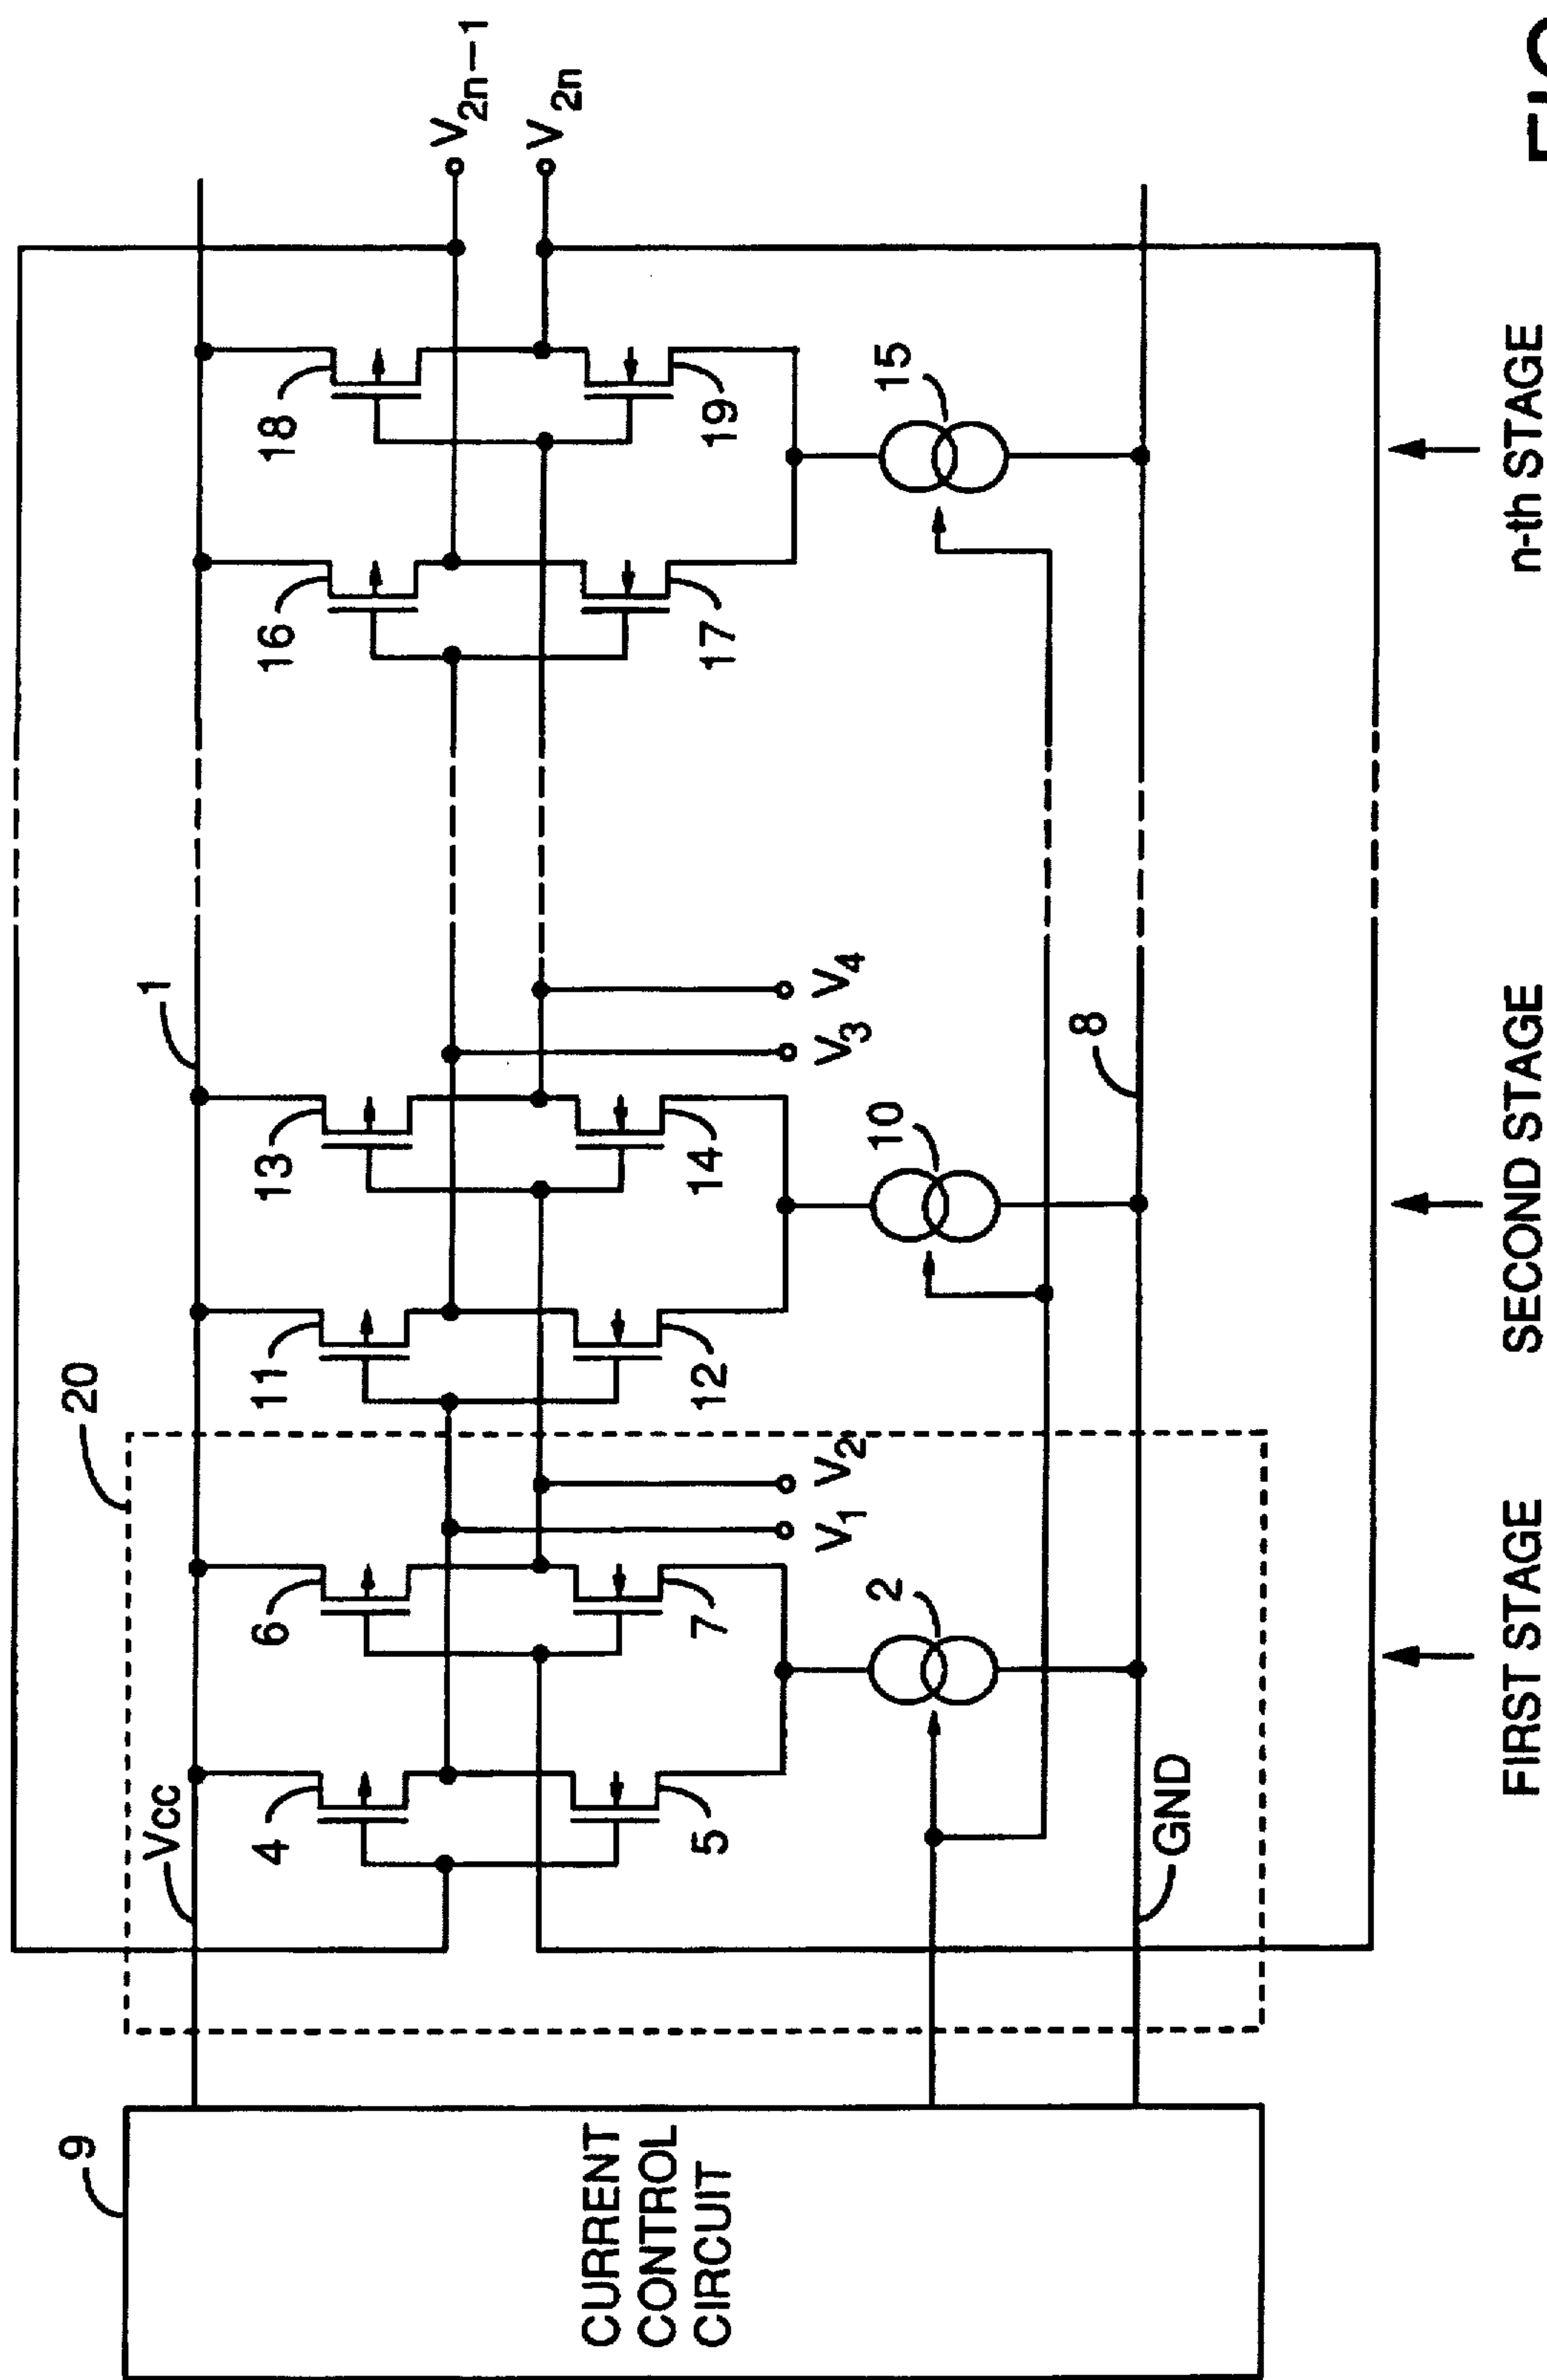 9
CURRENT
CONTROL
CIRCUIT
20
1
Vcc
4
6
11
13
16
18
V2n−1
V2n
5
7
12
14
17
19
V1
V2
V3
V4
2
10
15
8
GND
FIRST STAGE
SECOND STAGE
n-th STAGE